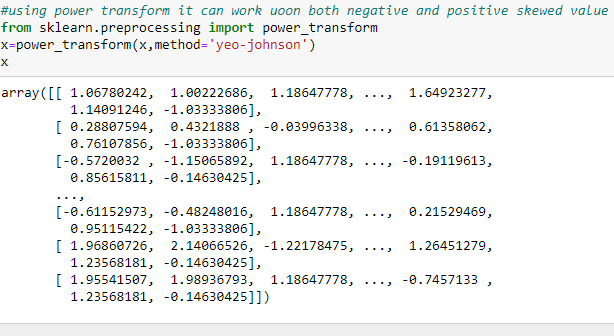 #using power transform it can work uoon both negative and positive skewed value
from sklearn.preprocessing import power_transform
x=power_transform(x,method='yeo-johnson')
x
array([[ 1.06780242,  1.00222686,  1.18647778, ...,  1.64923277,
         1.14091246, -1.03333806],
       [ 0.28807594,  0.4321888 , -0.03996338, ...,  0.61358062,
         0.76107856, -1.03333806],
       [-0.5720032 , -1.15065892,  1.18647778, ..., -0.19119613,
         0.85615811, -0.14630425],
       ...,
       [-0.61152973, -0.48248016,  1.18647778, ...,  0.21529469,
         0.95115422, -1.03333806],
       [ 1.96860726,  2.14066526, -1.22178475, ...,  1.26451279,
         1.23568181, -0.14630425],
       [ 1.95541507,  1.98936793,  1.18647778, ..., -0.7457133 ,
         1.23568181, -0.14630425]])